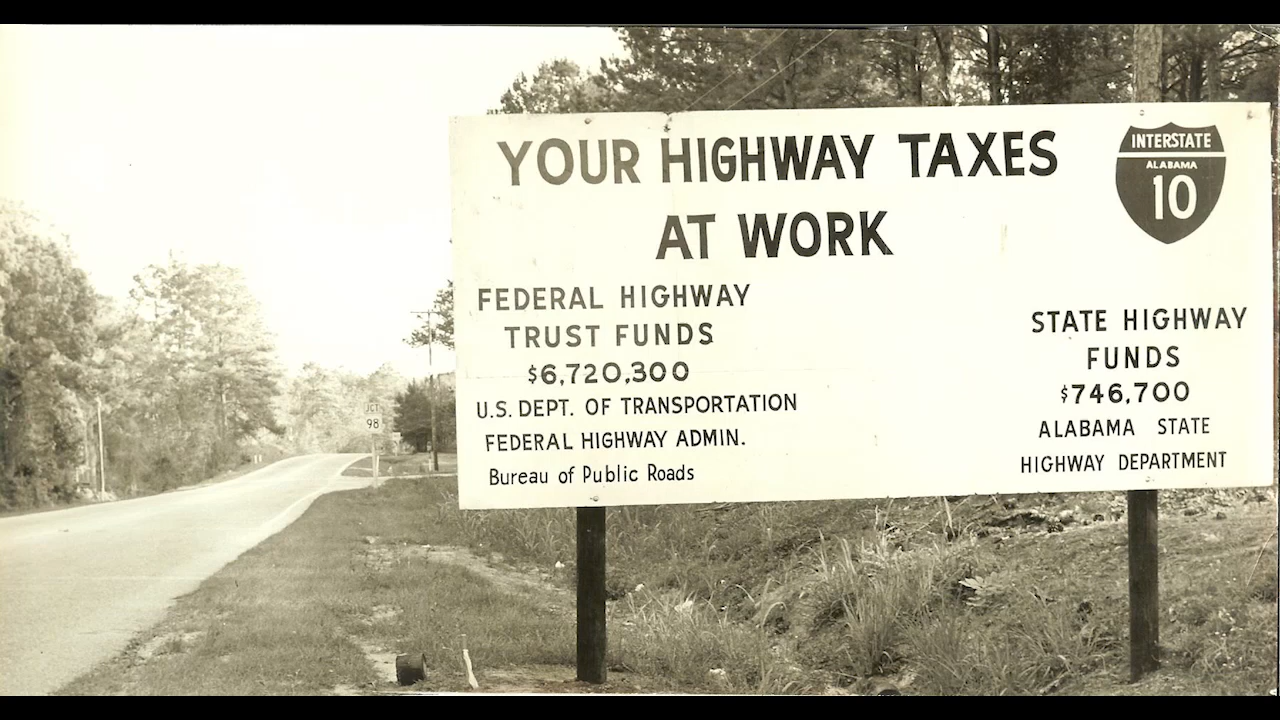 YOUR HIGHWAY TAXES
AT WORK
INTERSTATE
ALABAMA
10
FEDERAL HIGHWAY
TRUST FUNDS
$6,720,300
U.S. DEPT. OF TRANSPORTATION
FEDERAL HIGHWAY ADMIN.
Bureau of Public Roads
STATE HIGHWAY
FUNDS
$746,700
ALABAMA STATE
HIGHWAY DEPARTMENT
JCT
98